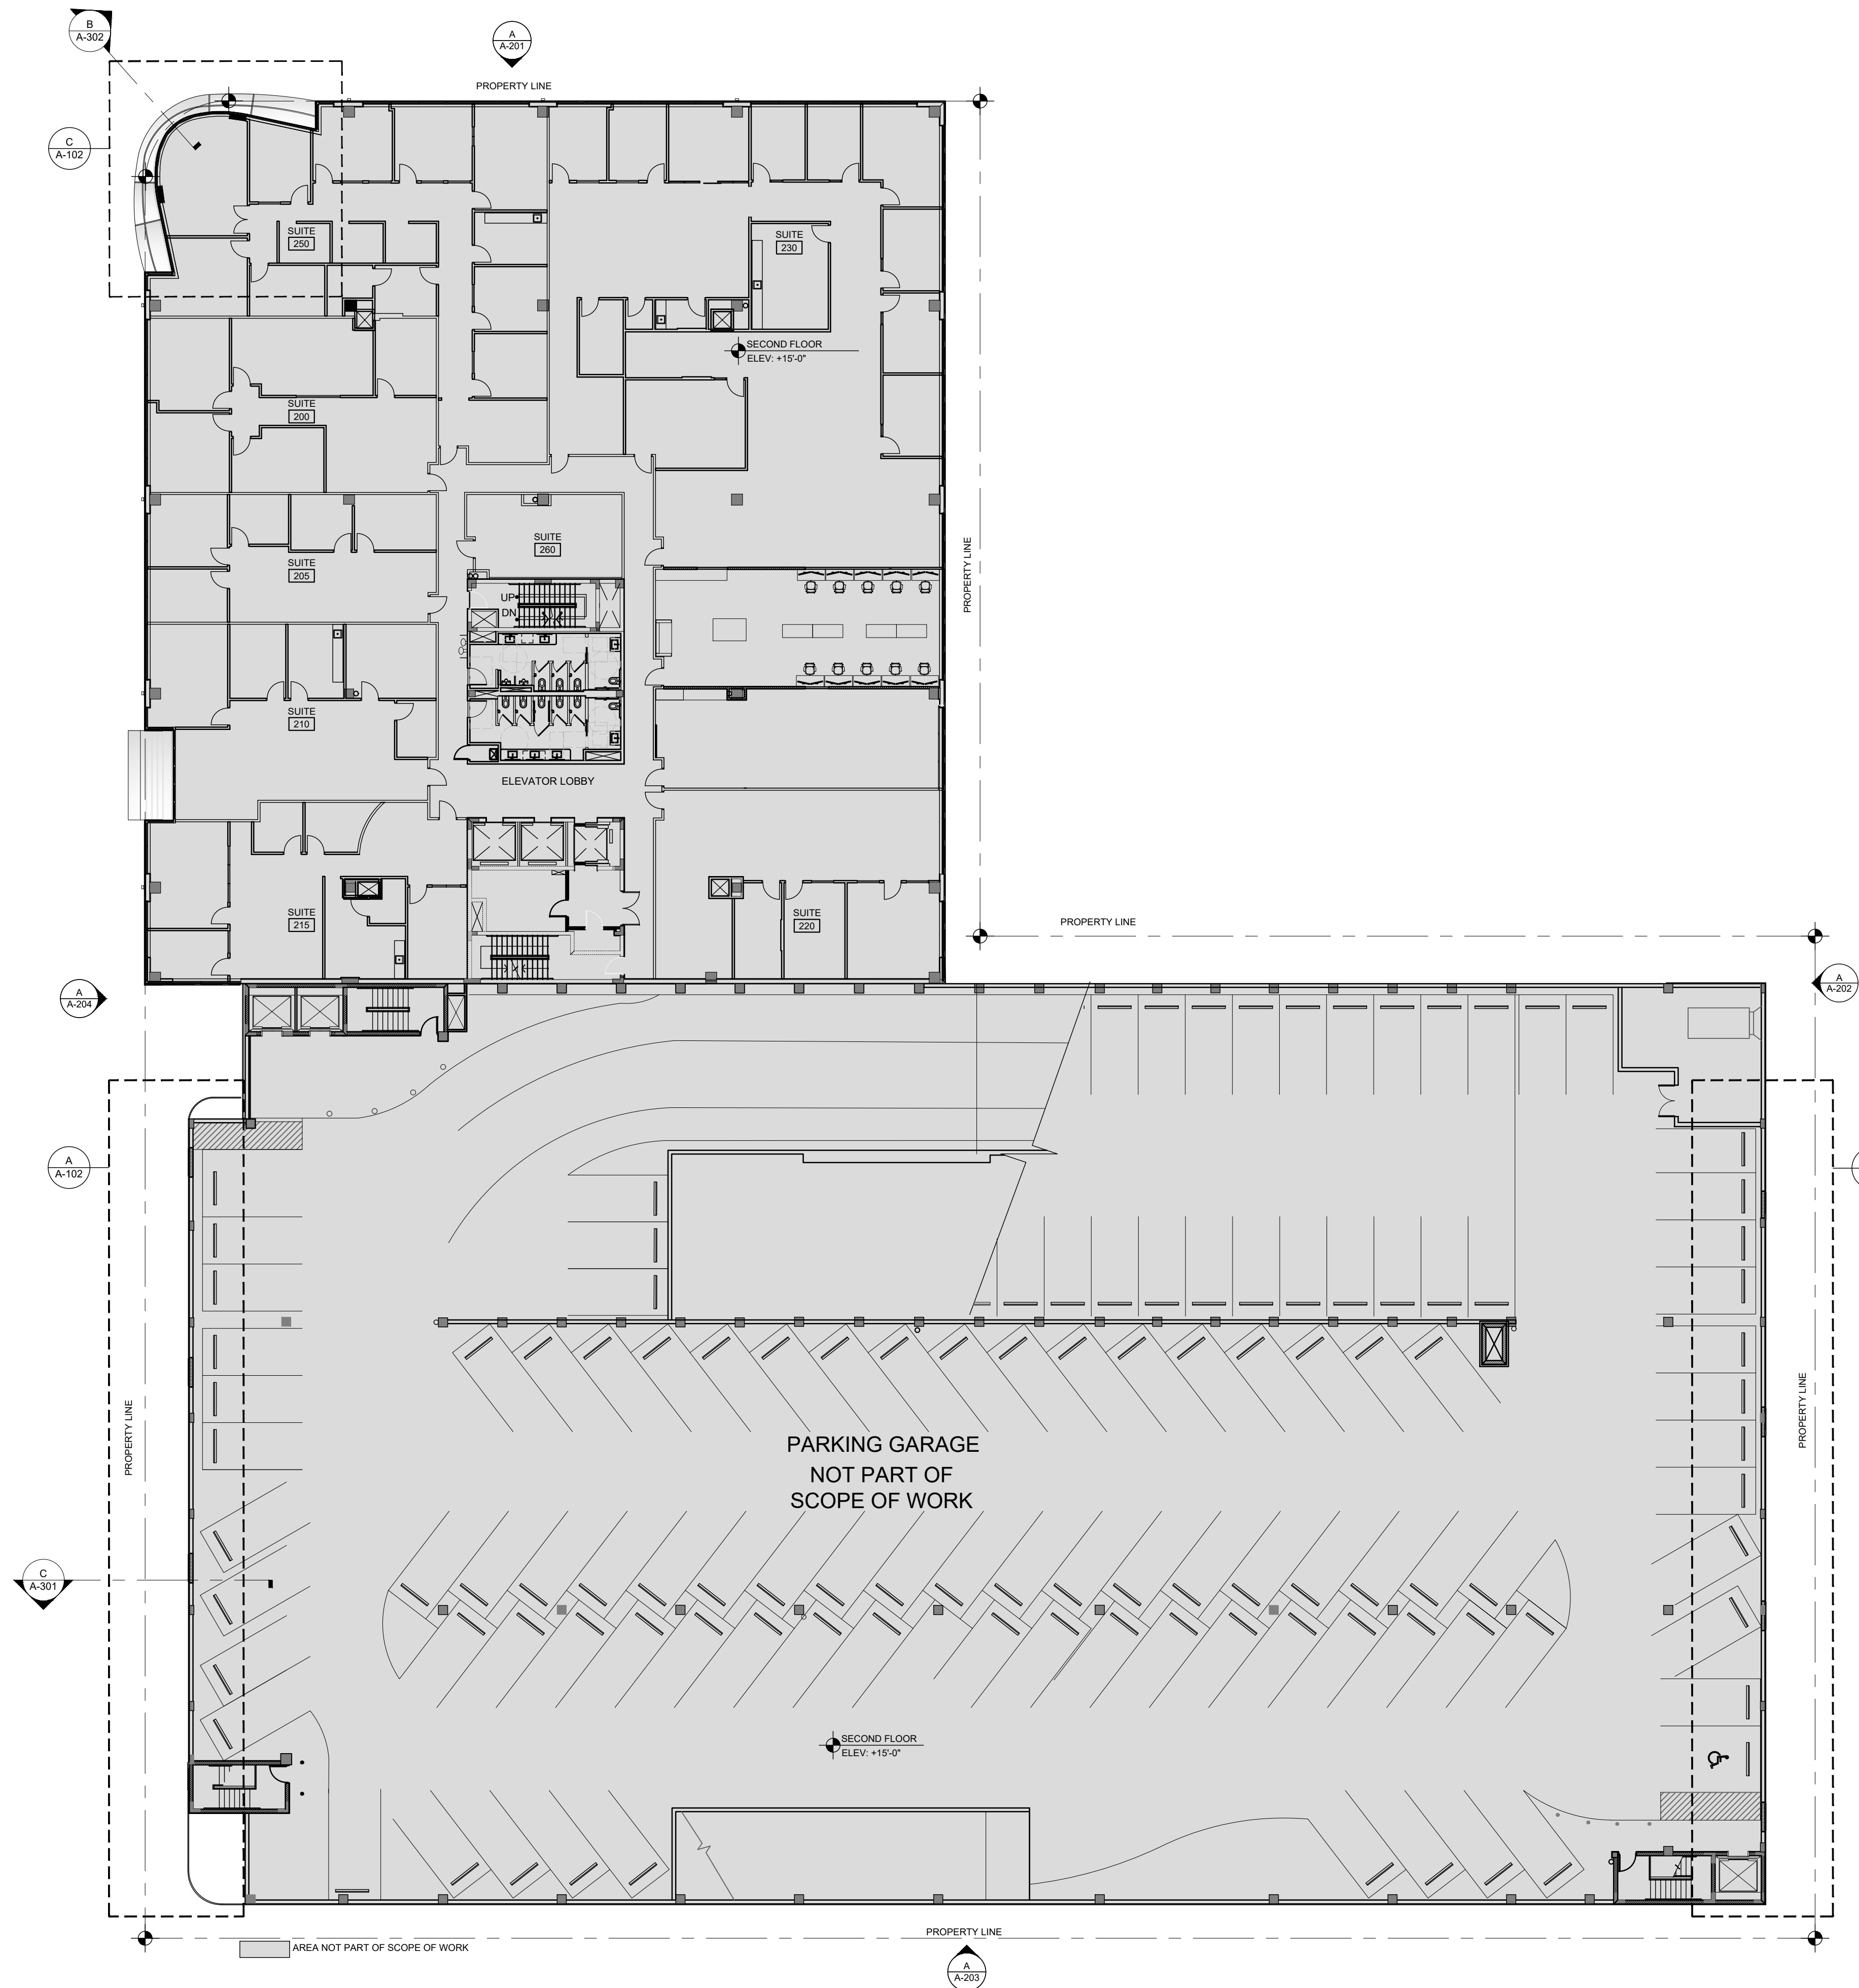 B
A-302
A
A-201
PROPERTY LINE
C
A-102
SUITE
250
SUITE
230
SECOND FLOOR
ELEV: +15'-0"
SUITE
200
SUITE
260
SUITE
205
PROPERTY LINE
UP
DN
SUITE
210
ELEVATOR LOBBY
SUITE
215
SUITE
220
PROPERTY LINE
A
A-204
A
A-202
A
A-102
PROPERTY LINE
PROPERTY LINE
PARKING GARAGE
NOT PART OF
SCOPE OF WORK
C
A-301
SECOND FLOOR
ELEV: +15'-0"
PROPERTY LINE
AREA NOT PART OF SCOPE OF WORK
A
A-203